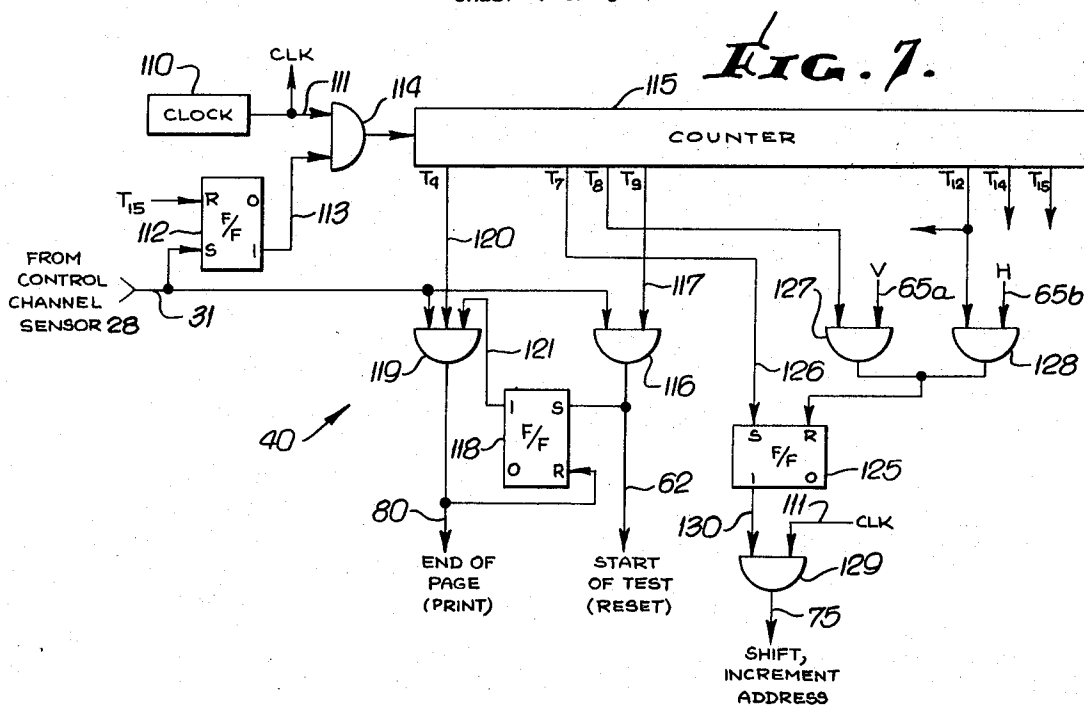 FIG. 7.
CLK
110
111
114
115
CLOCK
COUNTER
T4
T7
T8
T9
T12
T14
T15
T15
R
O
112
F/F
S
1
113
120
117
FROM
CONTROL
CHANNEL
SENSOR 28
31
V
65a
H
65b
127
128
119
121
116
126
40
1
S
118
F/F
O
R
S
R
F/F
125
1
O
62
80
130
111
CLK
129
END OF
PAGE
(PRINT)
START
OF TEST
(RESET)
75
SHIFT,
INCREMENT
ADDRESS